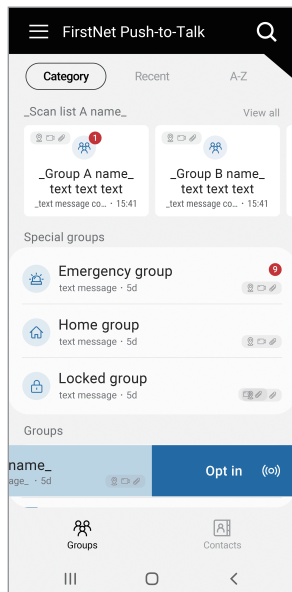 FirstNet Push-to-Talk
Category Recent A-Z
_Scan list A name_ View all
1
_Group A name_ _Group B name_
text text text text text text
_text message co... · 15:41 _text message co... · 15:41
Special groups
Emergency group 9
text message · 5d
Home group
text message · 5d
Locked group
text message · 5d
Groups
name_ Opt in
age_ · 5d
Groups Contacts